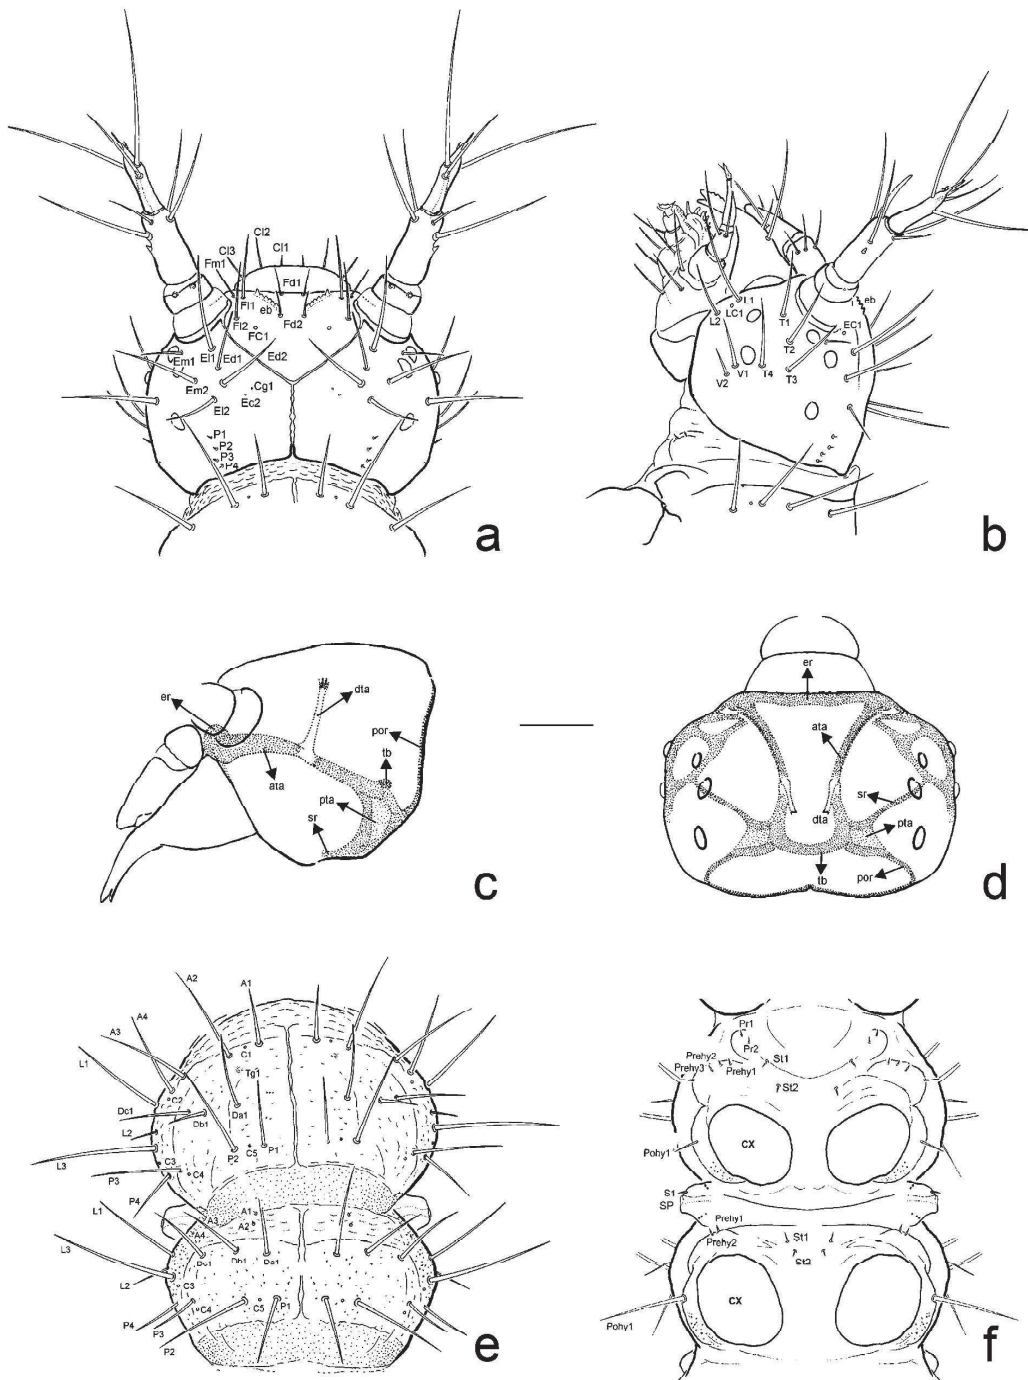 Cl2
Cl3
Cl1
Fm1
Fd1
Fl1
eb
Fl2
Fd2
FC1
El1
Ed1
Ed2
Em1
Em2
Cg1
Ec2
El2
P1
P2
P3
P4
a
L1
LC1
L2
T1
eb
EC1
T2
V1
T4
T3
V2
b
er
dta
por
tb
ata
pta
sr
c
er
ata
sr
dta
pta
tb
por
d
A2
A1
A4
A3
C1
L1
Tg1
C2
Dc1
Da1
Db1
L2
C3
P2
C5
P1
L3
P3
C4
P4
L1
A3
A1
A2
A4
L3
Dc1
Db1
Da1
L2
C3
C4
C5
P1
P4
P3
P2
e
Pr1
Pr2
Prehy2
Prehy3
Prehy1
St1
St2
CX
Pohy1
S1
SP
Prehy1
Prehy2
St1
St2
CX
Pohy1
f